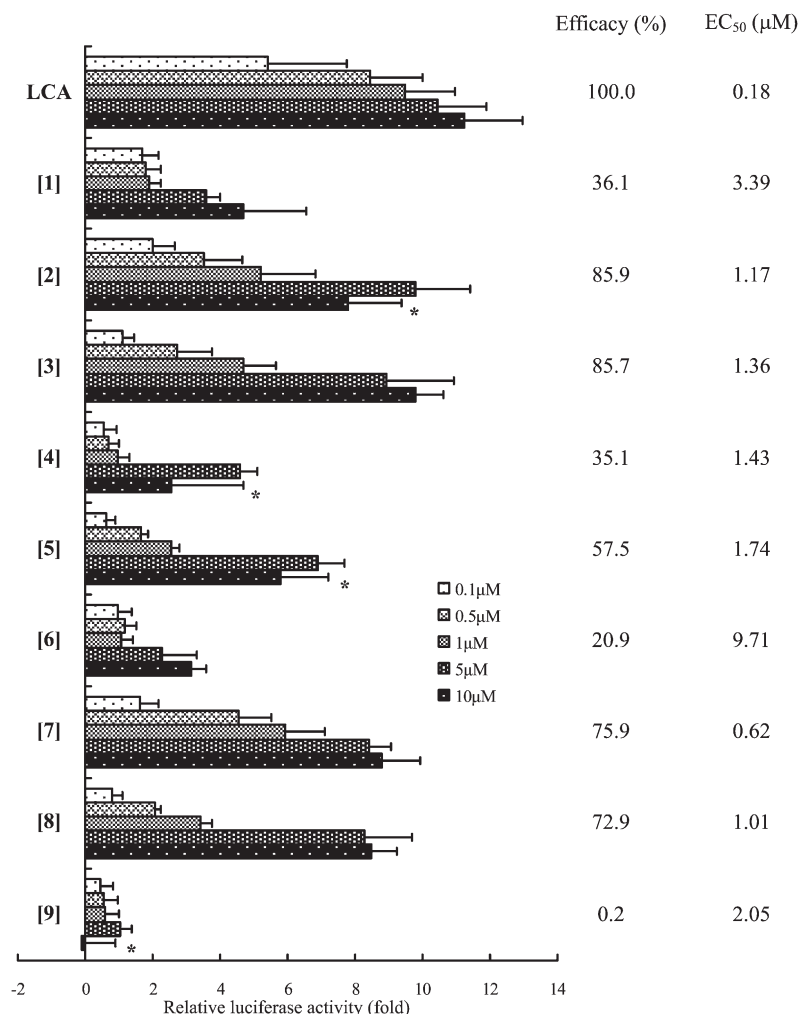 Efficacy (%) EC₅₀ (μM)
LCA 100.0 0.18
[1] 36.1 3.39
[2] 85.9 1.17
*
[3] 85.7 1.36
[4] 35.1 1.43
*
[5] 57.5 1.74
*
0.1μM
0.5μM
[6] 20.9 9.71
1μM
5μM
10μM
[7] 75.9 0.62
[8] 72.9 1.01
[9] 0.2 2.05
*
-2 0 2 4 6 8 10 12 14
Relative luciferase activity (fold)